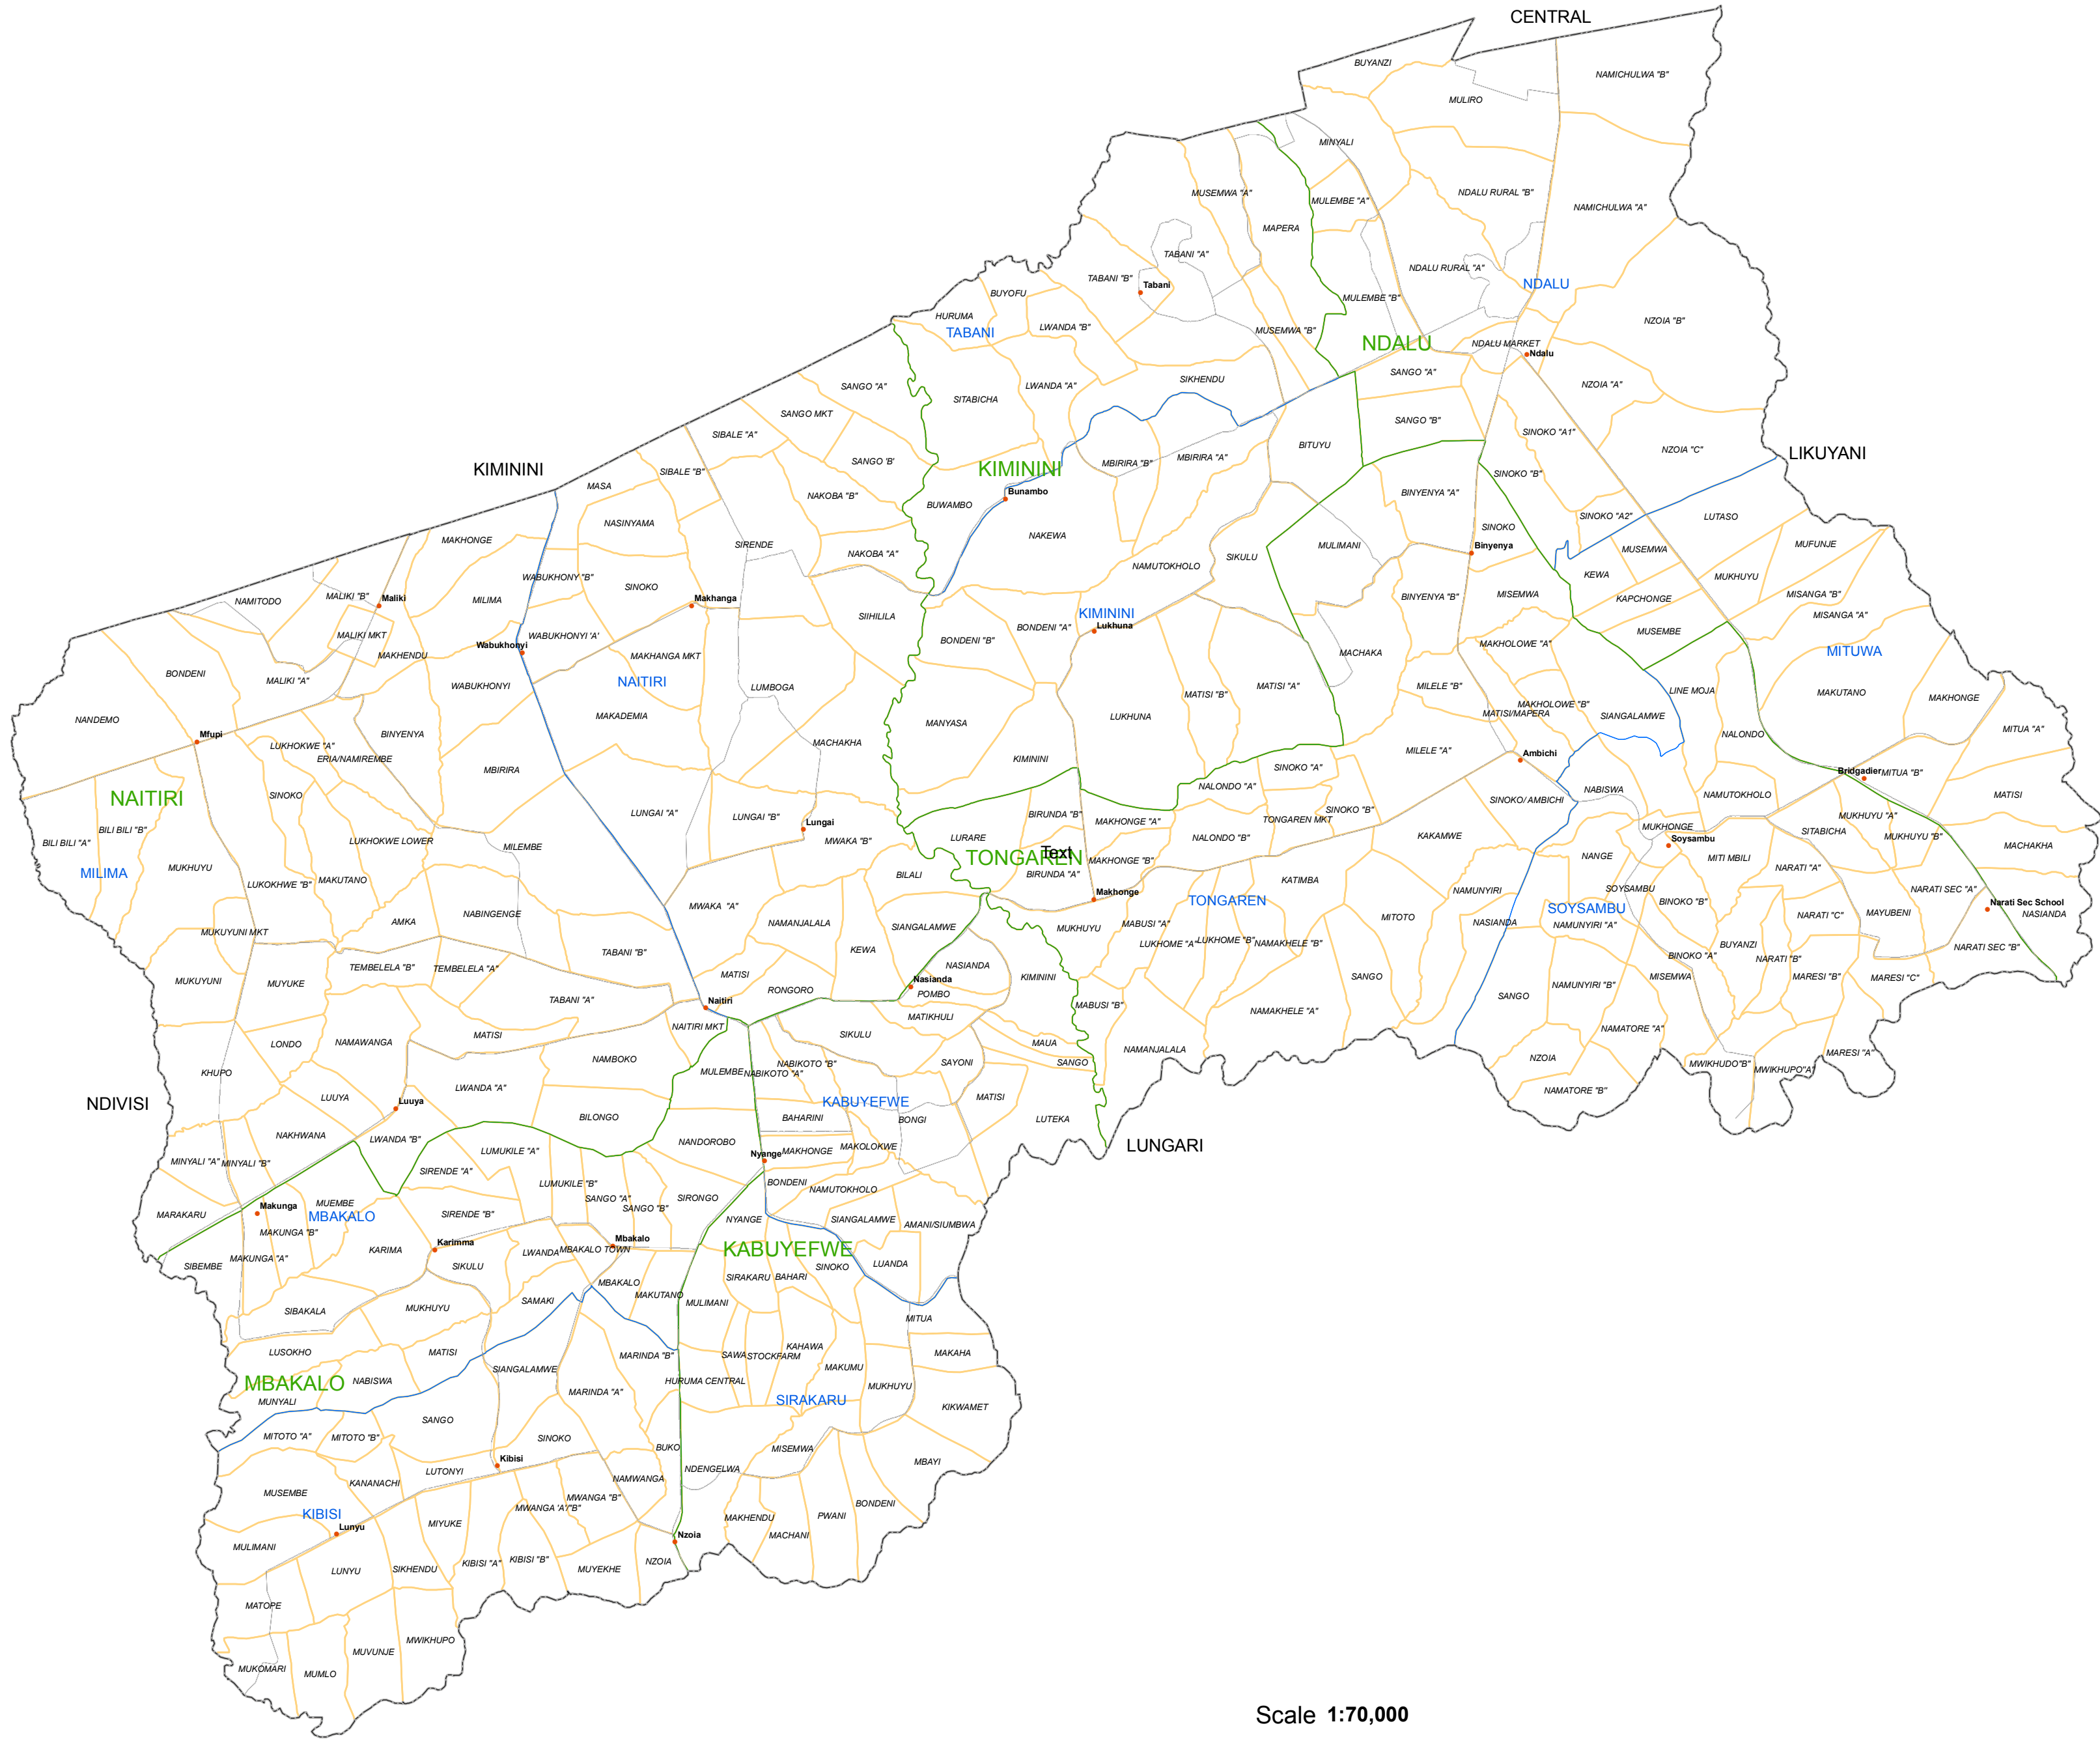 CENTRAL
BUYANZI
NAMICHULWA "B"
MULIRO
MINYALI
MUSEMWA "A"
NDALU RURAL "B"
MULEMBE "A"
NAMICHULWA "A"
MAPERA
TABANI "A"
NDALU RURAL "A"
TABANI "B"
Tabani
NDALU
BUYOFU
MULEMBE "B"
HURUMA
NZOIA "B"
TABANI
LWANDA "B"
MUSEMWA "B"
NDALU
NDALU MARKET
Ndalu
SANGO "A"
SIKHENDU
SANGO "A"
LWANDA "A"
NZOIA "A"
SITABICHA
SANGO MKT
SANGO "B"
SIBALE "A"
SINOKO "A1"
BITUYU
NZOIA "C"
LIKUYANI
KIMININI
SANGO 'B'
KIMININI
MBIRIRA "B"
MBIRIRA "A"
SIBALE "B"
SINOKO "B"
MASA
NAKOBA "B"
Bunambo
BINYENYA "A"
BUWAMBO
SINOKO "A2"
LUTASO
NASINYAMA
SINOKO
NAKEWA
MAKHONGE
SIRENDE
MULIMANI
Binyenya
MUSEMWA
MUFUNJE
NAKOBA "A"
SIKULU
NAMUTOKHOLO
WABUKHONY "B"
KEWA
MUKHUYU
SINOKO
MALIKI "B"
Maliki
NAMITODO
MILIMA
Makhanga
BINYENYA "B"
MISEMWA
KAPCHONGE
MISANGA "B"
KIMININI
SIIHILILA
MISANGA "A"
BONDENI "A"
Lukhuna
MALIKI MKT
WABUKHONYI 'A'
BONDENI "B"
MUSEMBE
Wabukhonyi
MAKHOLOWE "A"
MAKHENDU
MAKHANGA MKT
MACHAKA
MITUWA
BONDENI
MALIKI "A"
WABUKHONYI
NAITIRI
LUMBOGA
MATISI "B"
MATISI "A"
MILELE "B"
LINE MOJA
MAKUTANO
MAKHONGE
MAKHOLOWE "B"
NANDEMO
MAKADEMIA
MANYASA
LUKHUNA
MATISI/MAPERA
SIANGALAMWE
Mfupi
BINYENYA
MITUA "A"
NALONDO
LUKHOKWE "A"
MACHAKHA
MILELE "A"
Ambichi
ERIA/NAMIREMBE
KIMININI
MBIRIRA
SINOKO "A"
Bridgadier
MITUA "B"
NAITIRI
SINOKO
NALONDO "A"
NABISWA
NAMUTOKHOLO
MATISI
SINOKO/ AMBICHI
LUNGAI "A"
LUNGAI "B"
BIRUNDA "B"
SINOKO "B"
Lungai
MAKHONGE "A"
TONGAREN MKT
MUKHUYU "A"
BILI BILI "B"
MUKHONGE
SITABICHA
BILI BILI "A"
LUKHOKWE LOWER
MWAKA "B"
LURARE
NALONDO "B"
KAKAMWE
Soysambu
MUKHUYU "B"
MILEMBE
TONGAREN
Text
MAKHONGE "B"
NANGE
MITI MBILI
MACHAKHA
MILIMA
MUKHUYU
BILALI
BIRUNDA "A"
NARATI "A"
LUKOKHWE "B"
MAKUTANO
KATIMBA
Makhonge
NAMUNYIRI
SOYSAMBU
NARATI SEC "A"
MWAKA "A"
TONGAREN
BINOKO "B"
Narati Sec School
SOYSAMBU
NASIANDA
NABINGENGE
MITOTO
MAYUBENI
NARATI "C"
AMKA
NAMANJALALA
SIANGALAMWE
MABUSI "A"
NASIANDA
NAMUNYIRI "A"
MUKHUYU
MUKUYUNI MKT
LUKHOME "A"
LUKHOME "B"
NAMAKHELE "B"
BUYANZI
NARATI SEC "B"
KEWA
TABANI "B"
BINOKO "A"
NARATI "B"
TEMBELELA "B"
TEMBELELA "A"
NASIANDA
MATISI
KIMININI
SANGO
MISEMWA
MARESI "B"
MARESI "C"
MUKUYUNI
MUYUKE
Nasianda
NAMUNYIRI "B"
RONGORO
POMBO
SANGO
TABANI "A"
Naitiri
MABUSI "B"
NAMAKHELE "A"
MATIKHULI
NAITIRI MKT
NAMATORE "A"
MATISI
SIKULU
LONDO
NAMAWANGA
MAUA
NAMANJALALA
MARESI "A"
NAMBOKO
NABIKOTO "B"
SAYONI
SANGO
NZOIA
MWIKHUDO"B"
KHUPO
MULEMBE
NABIKOTO "A"
MWIKHUPO"A"
LWANDA "A"
NAMATORE "B"
NDIVISI
LUUYA
Luuya
KABUYEFWE
MATISI
BILONGO
BAHARINI
BONGI
LUTEKA
NAKHWANA
LWANDA "B"
NANDOROBO
LUNGARI
LUMUKILE "A"
Nyange
MAKHONGE
MAKOLOKWE
MINYALI "A"
MINYALI "B"
SIRENDE "A"
LUMUKILE "B"
BONDENI
NAMUTOKHOLO
SANGO "A"
SIRONGO
MUEMBE
Makunga
SANGO "B"
MARAKARU
MBAKALO
SIRENDE "B"
NYANGE
SIANGALAMWE
AMANI/SIUMBWA
MAKUNGA "B"
Mbakalo
KARIMA
Karimma
LWANDA
MBAKALO TOWN
KABUYEFWE
MAKUNGA "A"
SIBEMBE
SIKULU
LUANDA
SINOKO
SIRAKARU
BAHARI
MBAKALO
MAKUTANO
SAMAKI
MULIMANI
SIBAKALA
MUKHUYU
MITUA
KAHAWA
LUSOKHO
MATISI
MARINDA "B"
SAWA
STOCKFARM
MAKAHA
SIANGALAMWE
MAKUMU
MBAKALO
NABISWA
HURUMA CENTRAL
MUKHUYU
MARINDA "A"
MUNYALI
SIRAKARU
KIKWAMET
SANGO
MITOTO "A"
MITOTO "B"
SINOKO
BUKO
MISEMWA
Kibisi
MBAYI
LUTONYI
NDENGELWA
KANANACHI
NAMWANGA
MUSEMBE
MWANGA "B"
MWANGA 'A'/"B"
BONDENI
KIBISI
MAKHENDU
PWANI
Lunyu
MIYUKE
MACHANI
Nzoia
MULIMANI
KIBISI "A"
KIBISI "B"
NZOIA
LUNYU
SIKHENDU
MUYEKHE
MATOPE
MWIKHUPO
MUVUNJE
MUKOMARI
MUMLO
Scale 1:70,000